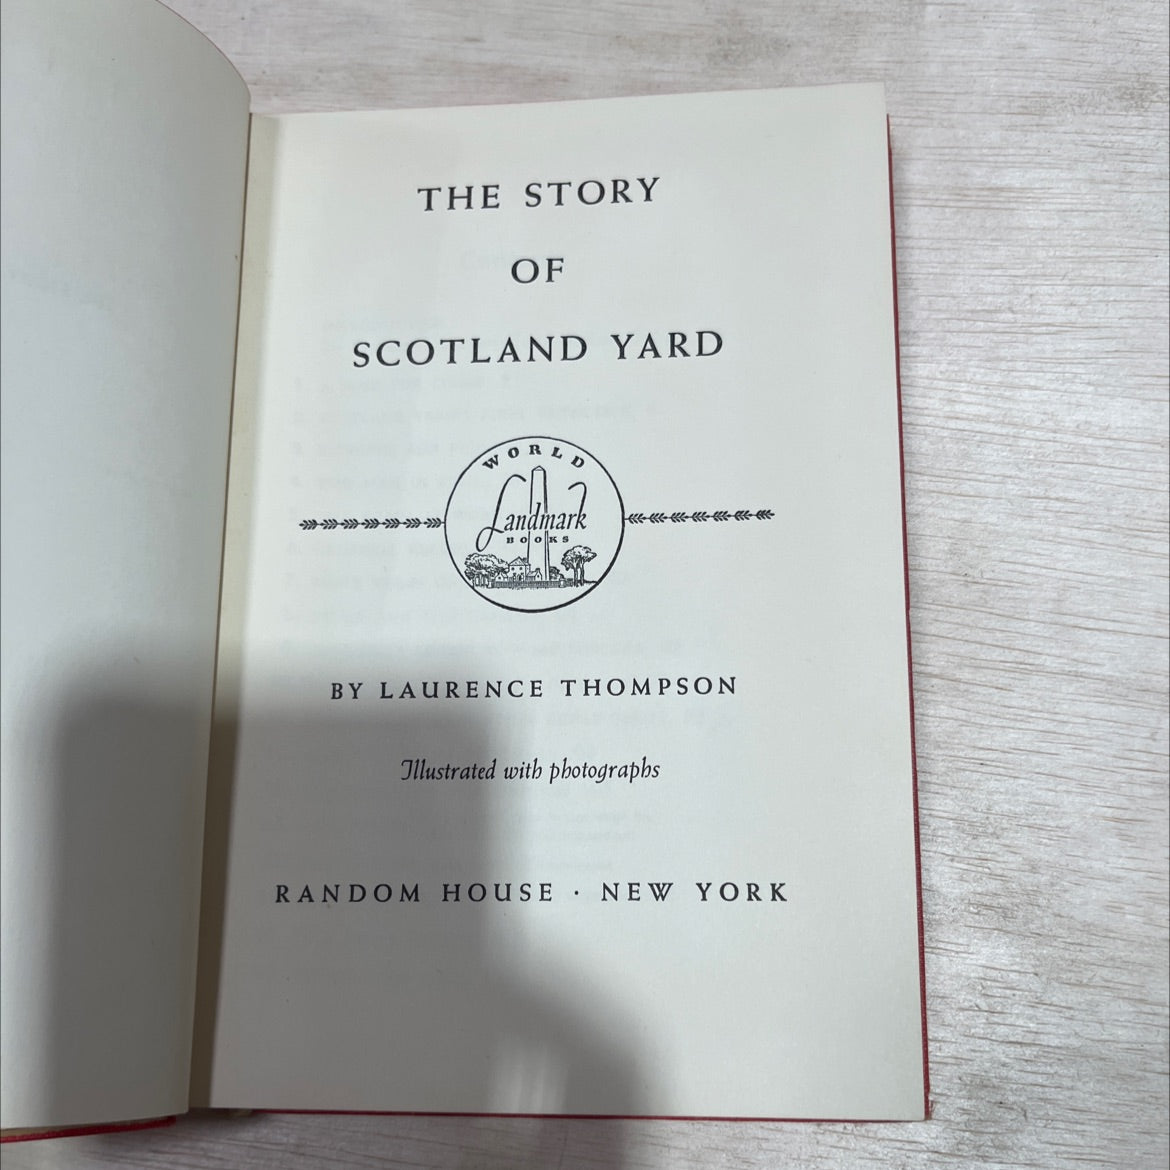 THE STORY
OF
SCOTLAND YARD
WORLD
Landmark
BOOKS
BY LAURENCE THOMPSON
Illustrated with photographs
RANDOM HOUSE · NEW YORK